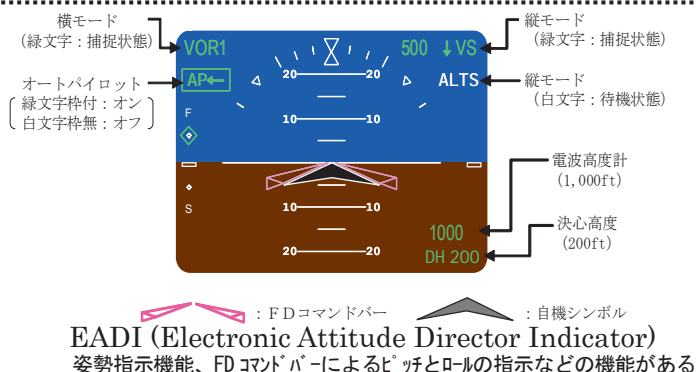 横モード
(緑文字：捕捉状態)
縦モード
(緑文字：捕捉状態)
VOR1
500 ↓VS
オートパイロット
緑文字枠付：オン
白文字枠無：オフ
AP←
20 20
ALTS
縦モード
(白文字：待機状態)
F
10 10
電波高度計
(1,000ft)
S
10 10
1000
決心高度
(200ft)
20 20
DH 200
：ＦＤコマンドバー
：自機シンボル
EADI (Electronic Attitude Director Indicator)
姿勢指示機能、FD ｺﾏﾝﾄﾞﾊﾞｰによるﾋﾟｯﾁとﾛｰﾙの指示などの機能がある